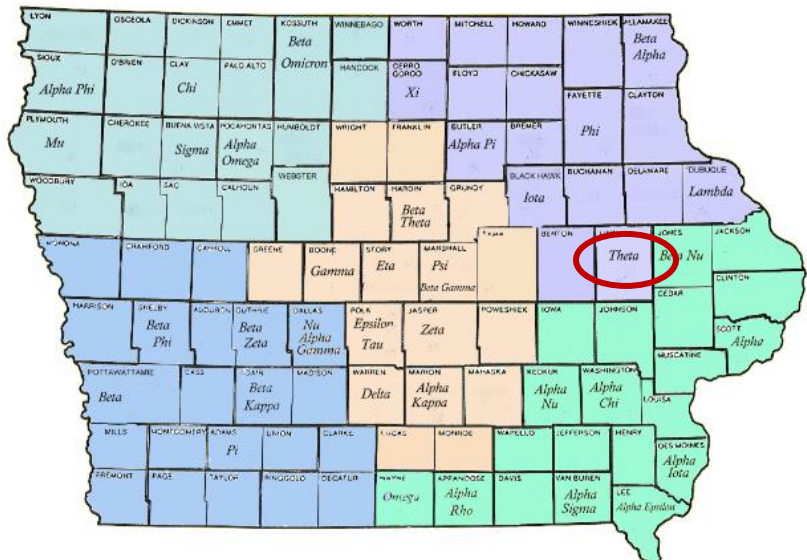 LYON OSCEOLA DICKINSON EMMET KOSSUTH WINNEBAGO WORTH MITCHELL HOWARD WINNESHIEK ALLAMAKEE
Beta Omicron
Beta Alpha
SIOUX O'BRIEN CLAY PALO ALTO HANCOCK CERRO GORDO FLOYD CHICKASAW
Alpha Phi Chi Xi
FAYETTE CLAYTON
Phi
PLYMOUTH CHEROKEE BUENA VISTA POCAHONTAS HUMBOLDT WRIGHT FRANKLIN BUTLER BREMER
Mu Sigma Alpha Omega Alpha Pi
WOODBURY IDA SAC CALHOUN WEBSTER HAMILTON HARDIN GRUNDY BLACK HAWK BUCHANAN DELAWARE DUBUQUE
Beta Theta Iota Lambda
MONONA CRAWFORD CARROLL GREENE BOONE STORY MARSHALL TAMA BENTON JONES JACKSON
Gamma Eta Psi Theta Beta Nu
Beta Gamma
CLINTON
CEDAR
HARRISON SHELBY AUDUBON GUTHRIE DALLAS POLK JASPER POWESHIEK IOWA JOHNSON
Beta Phi Beta Zeta Nu Alpha Gamma Epsilon Tau Zeta
SCOTT
Alpha
MUSCATINE
POTTAWATTAMIE CASS ADAIR MADISON WARREN MARION MAHASKA KEOKUK WASHINGTON
Beta Beta Kappa Delta Alpha Kappa Alpha Nu Alpha Chi
LOUISA
MILLS MONTGOMERY ADAMS UNION CLARKE LUCAS MONROE WAPELLO JEFFERSON HENRY
Pi
DES MOINES
Alpha Iota
FREMONT PAGE TAYLOR RINGGOLD DECATUR WAYNE APPANOOSE DAVIS VAN BUREN
Omega Alpha Rho Alpha Sigma
LEE
Alpha Epsilon